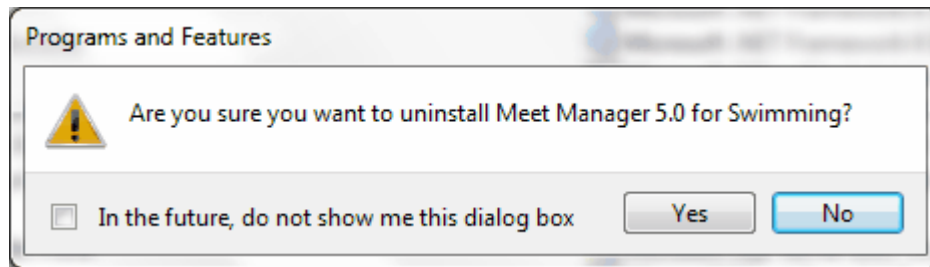 Programs and Features
Are you sure you want to uninstall Meet Manager 5.0 for Swimming?
In the future, do not show me this dialog box
Yes
No